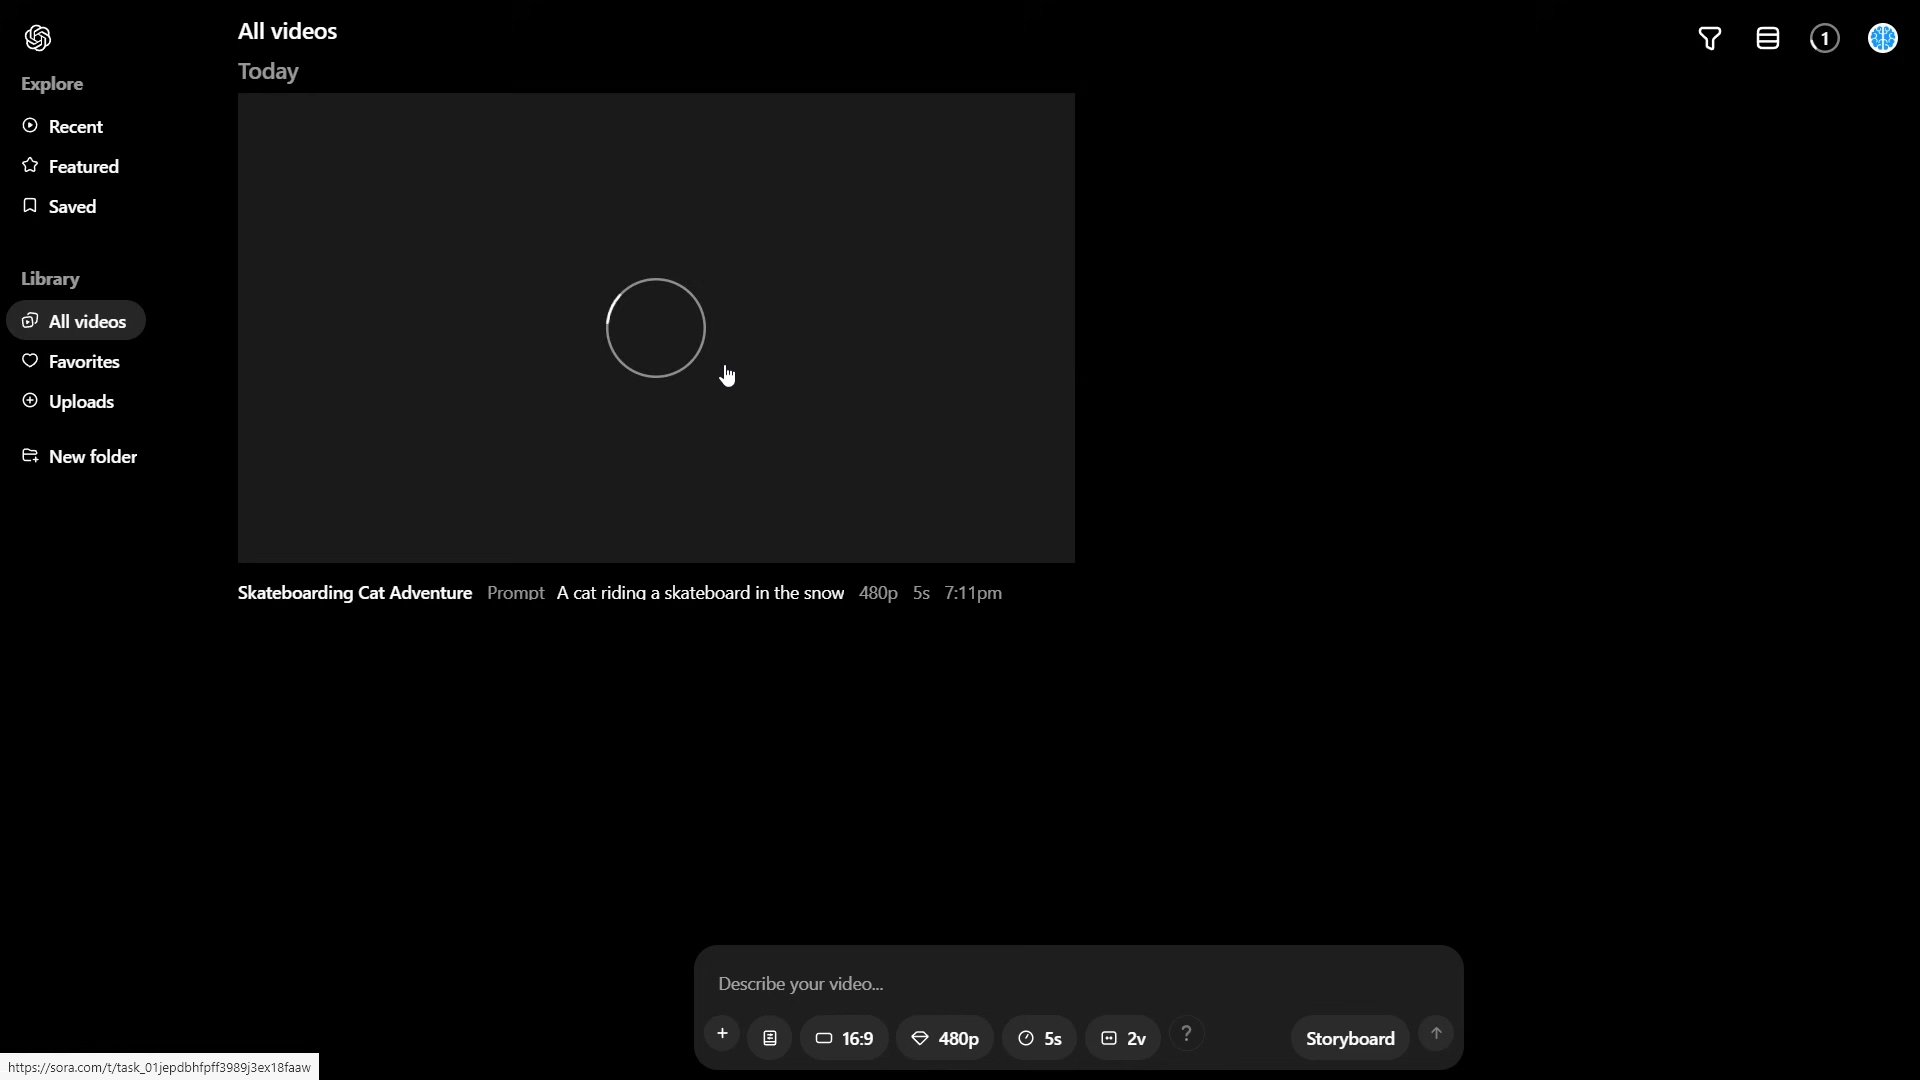 All videos
Today
1
Explore
Recent
Featured
Saved
Library
All videos
Favorites
Uploads
New folder
Skateboarding Cat Adventure Prompt A cat riding a skateboard in the snow 480p 5s 7:11pm
Describe your video...
+ 16:9 480p 5s 2v ? Storyboard
https://sora.com/t/task_01jepdbhfpff3989j3ex18faaw